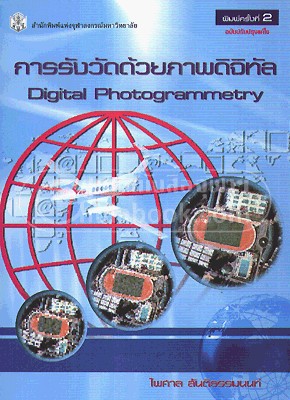 สำนักพิมพ์แห่งจุฬาลงกรณ์มหาวิทยาลัย
พิมพ์ครั้งที่ 2
ฉบับปรับปรุงแก้ไข
การรังวัดด้วยภาพดิจิทัล
Digital Photogrammetry
ไพศาล สันติธรรมนนท์